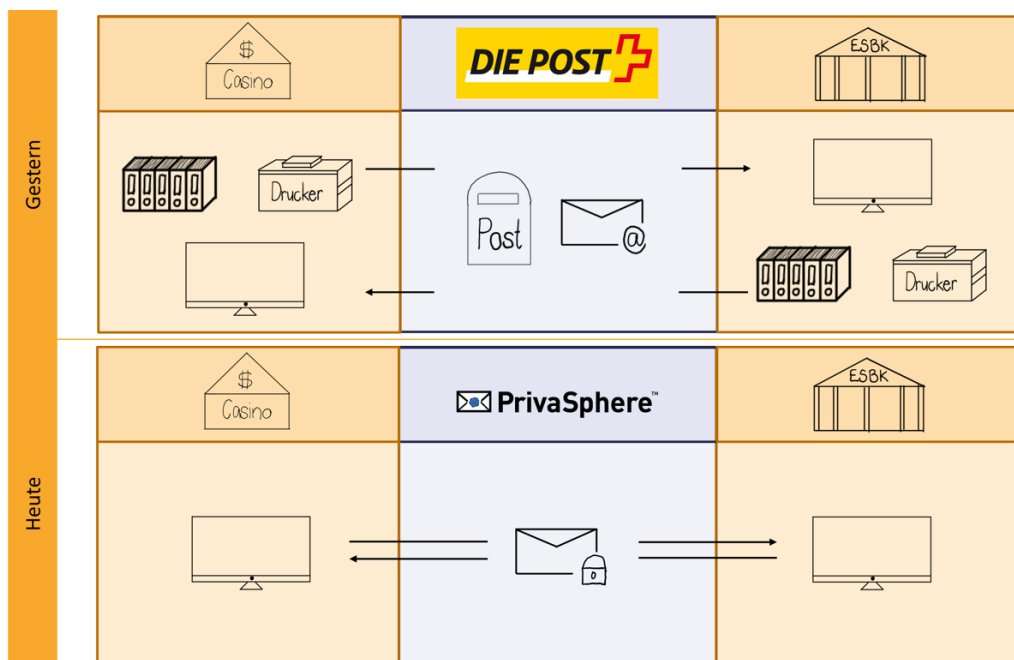 Gestern
$
Casino
DIE POST
ESBK
Drucker
Post
@
Drucker
Heute
$
Casino
PrivaSphere™
ESBK